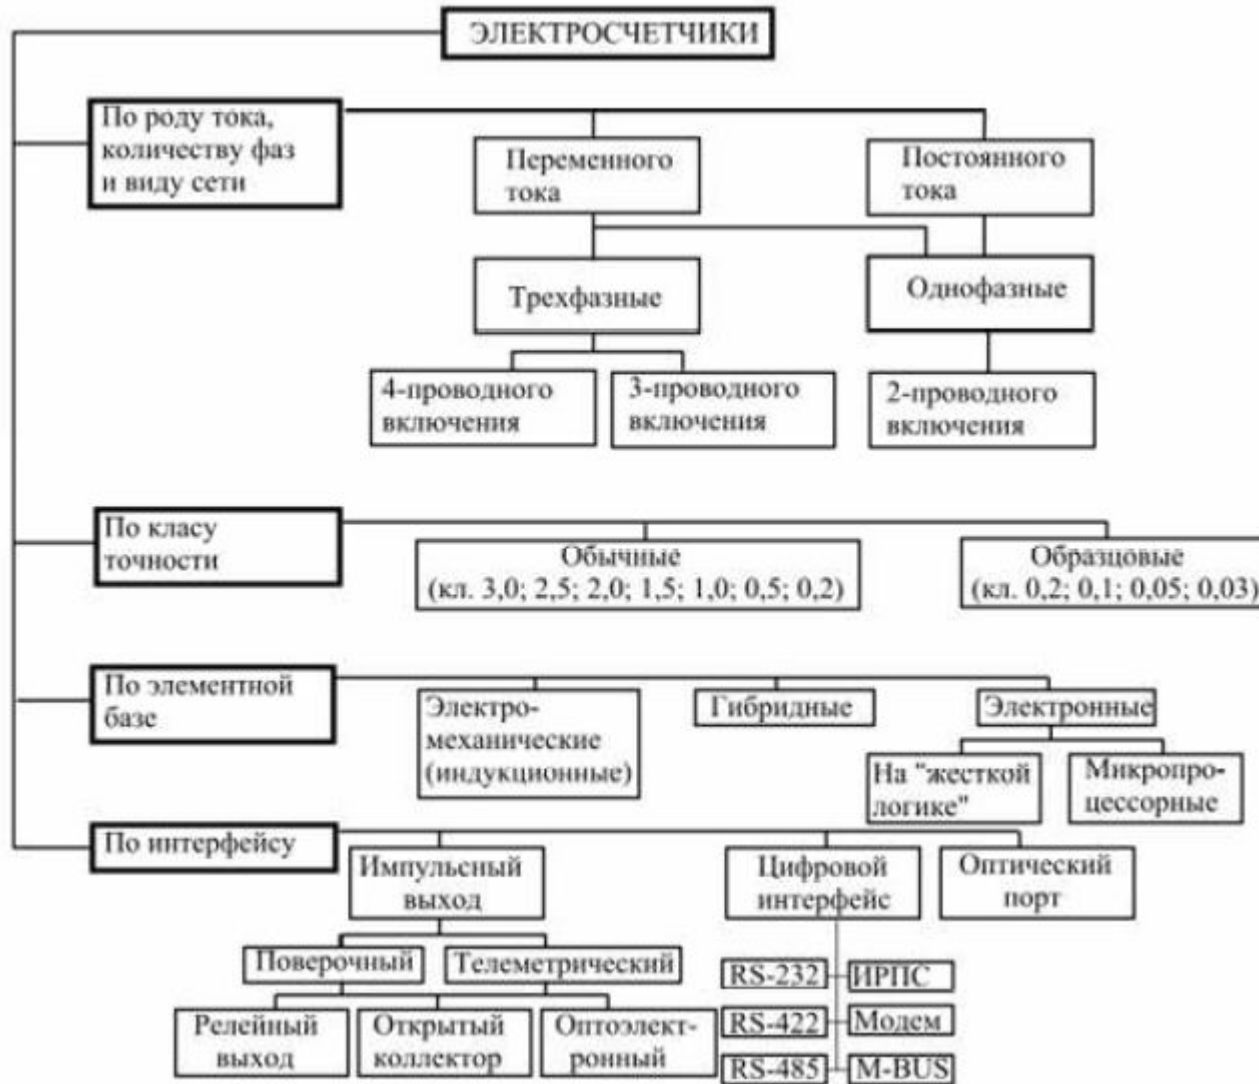 ЭЛЕКТРОСЧЕТЧИКИ
По роду тока,
количеству фаз
и виду сети
Переменного
тока
Постоянного
тока
Трехфазные
Однофазные
4-проводного
включения
3-проводного
включения
2-проводного
включения
По класу
точности
Обычные
(кл. 3,0; 2,5; 2,0; 1,5; 1,0; 0,5; 0,2)
Образцовые
(кл. 0,2; 0,1; 0,05; 0,03)
По элементной
базе
Электро-
механические
(индукционные)
Гибридные
Электронные
На "жесткой
логике"
Микропро-
цессорные
По интерфейсу
Импульсный
выход
Цифровой
интерфейс
Оптический
порт
Поверочный
Телеметрический
Релейный
выход
Открытый
коллектор
Оптоэлект-
ронный
RS-232
ИРПС
RS-422
Модем
RS-485
M-BUS